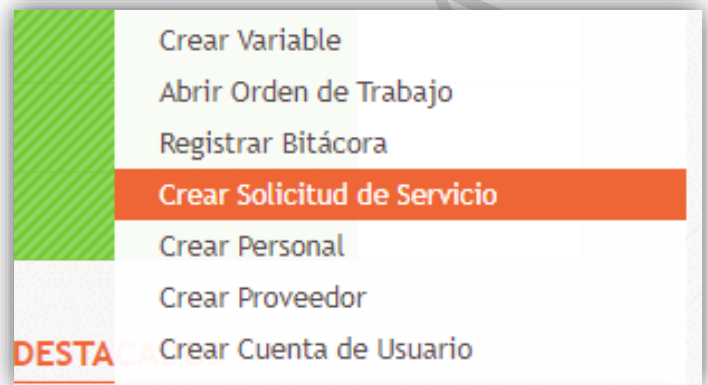 Crear Variable
Abrir Orden de Trabajo
Registrar Bitácora
Crear Solicitud de Servicio
Crear Personal
Crear Proveedor
DESTA
Crear Cuenta de Usuario